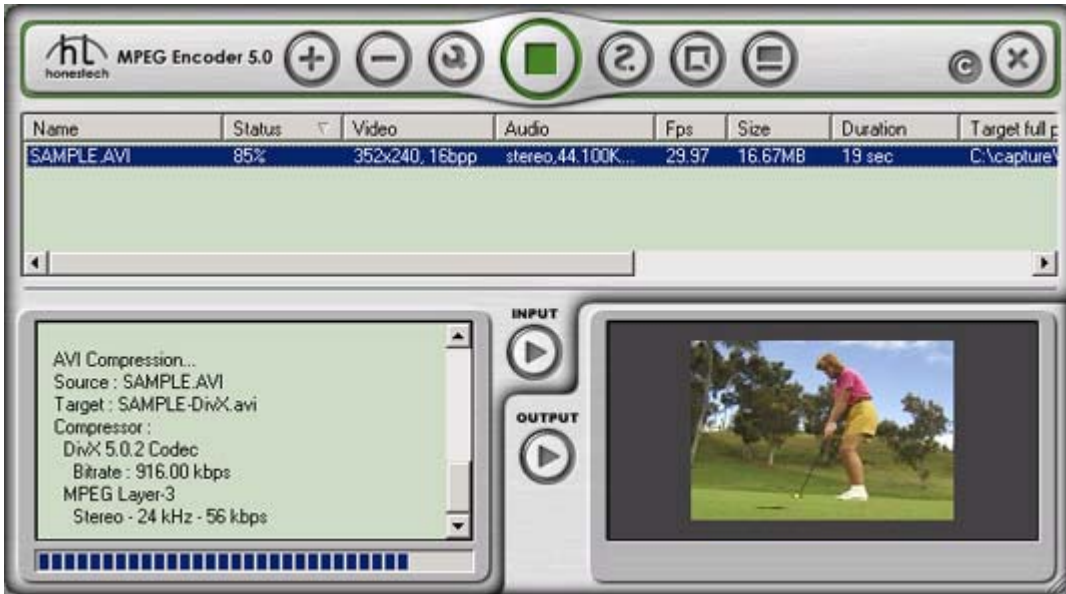 ht
honestech
MPEG Encoder 5.0
Name Status Video Audio Fps Size Duration Target full p
SAMPLE.AVI 85% 352x240, 16bpp stereo,44.100K... 29.97 16.67MB 19 sec C:\capture\
INPUT
OUTPUT
AVI Compression...
Source : SAMPLE.AVI
Target : SAMPLE-DivX.avi
Compressor :
DivX 5.0.2 Codec
Bitrate : 916.00 kbps
MPEG Layer-3
Stereo - 24 kHz - 56 kbps